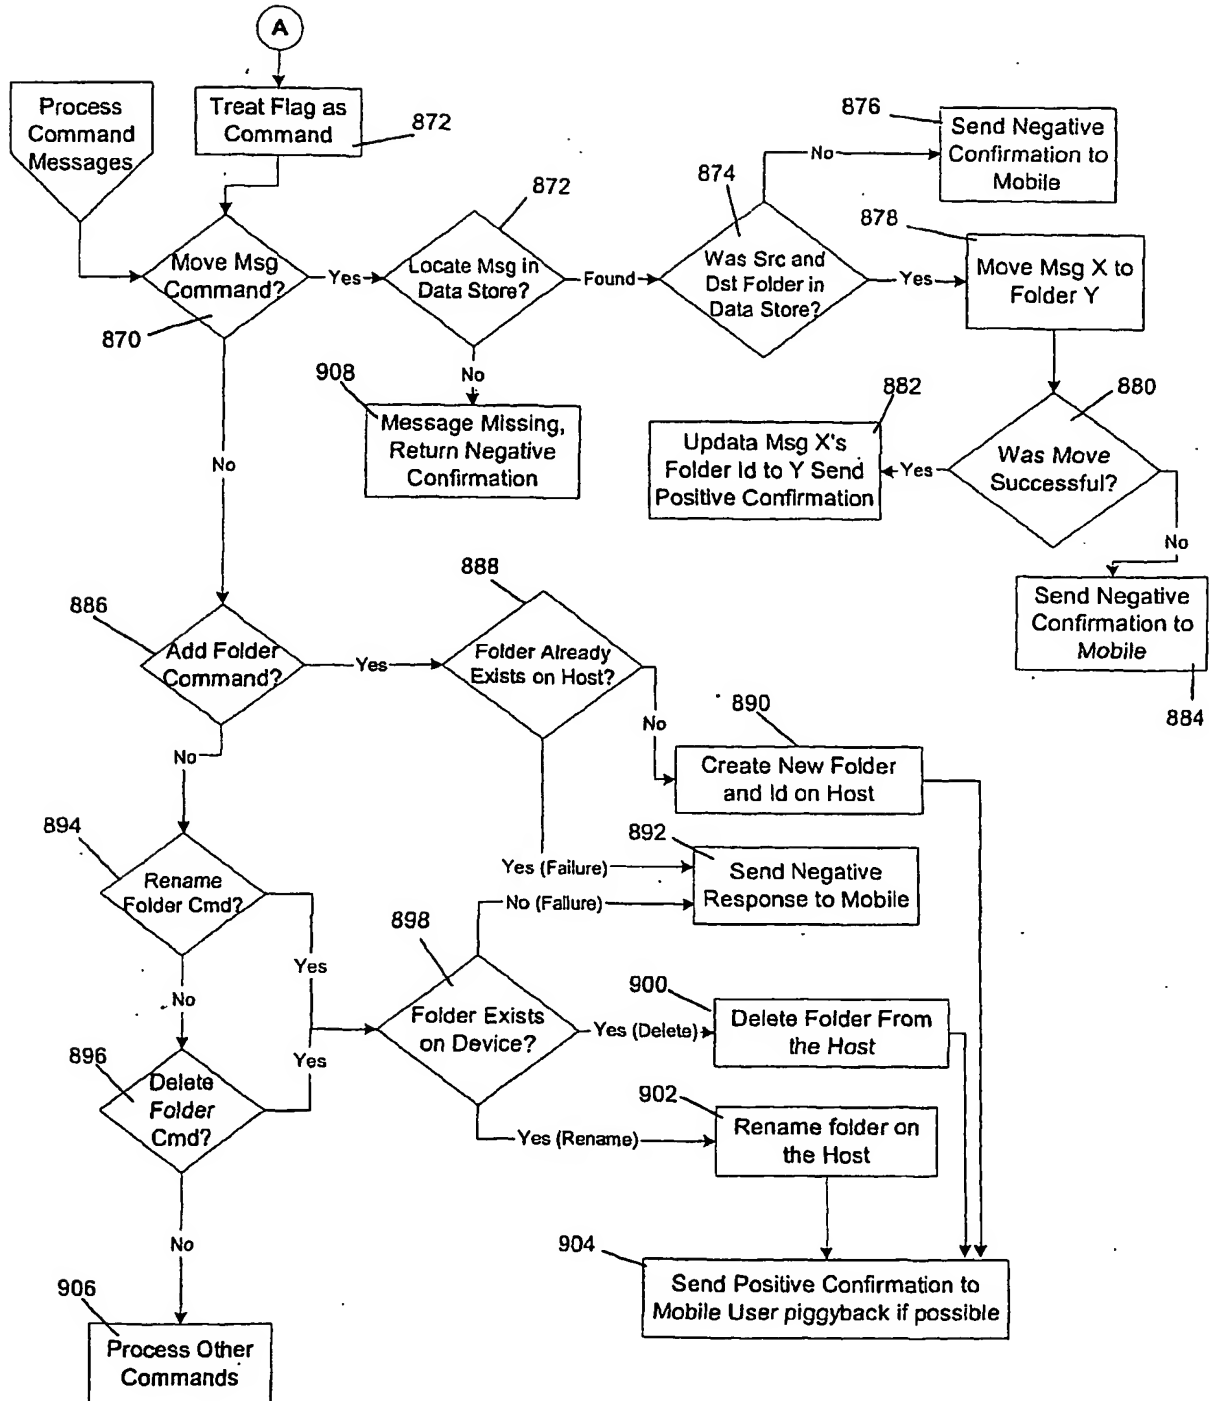 A
Process
Command
Messages
Treat Flag as
Command
872
Move Msg
Command?
870
Yes
Locate Msg in
Data Store?
872
Found
Was Src and
Dst Folder in
Data Store?
874
No
876
Send Negative
Confirmation to
Mobile
Yes
878
Move Msg X to
Folder Y
No
908
Message Missing,
Return Negative
Confirmation
880
Was Move
Successful?
Yes
882
Updata Msg X's
Folder Id to Y Send
Positive Confirmation
No
Send Negative
Confirmation to
Mobile
884
No
886
Add Folder
Command?
Yes
888
Folder Already
Exists on Host?
No
890
Create New Folder
and Id on Host
Yes (Failure)
892
Send Negative
Response to Mobile
No
894
Rename
Folder Cmd?
Yes
No
896
Delete
Folder
Cmd?
Yes
898
Folder Exists
on Device?
No (Failure)
Yes (Delete)
900
Delete Folder From
the Host
Yes (Rename)
902
Rename folder on
the Host
904
Send Positive Confirmation to
Mobile User piggyback if possible
No
906
Process Other
Commands